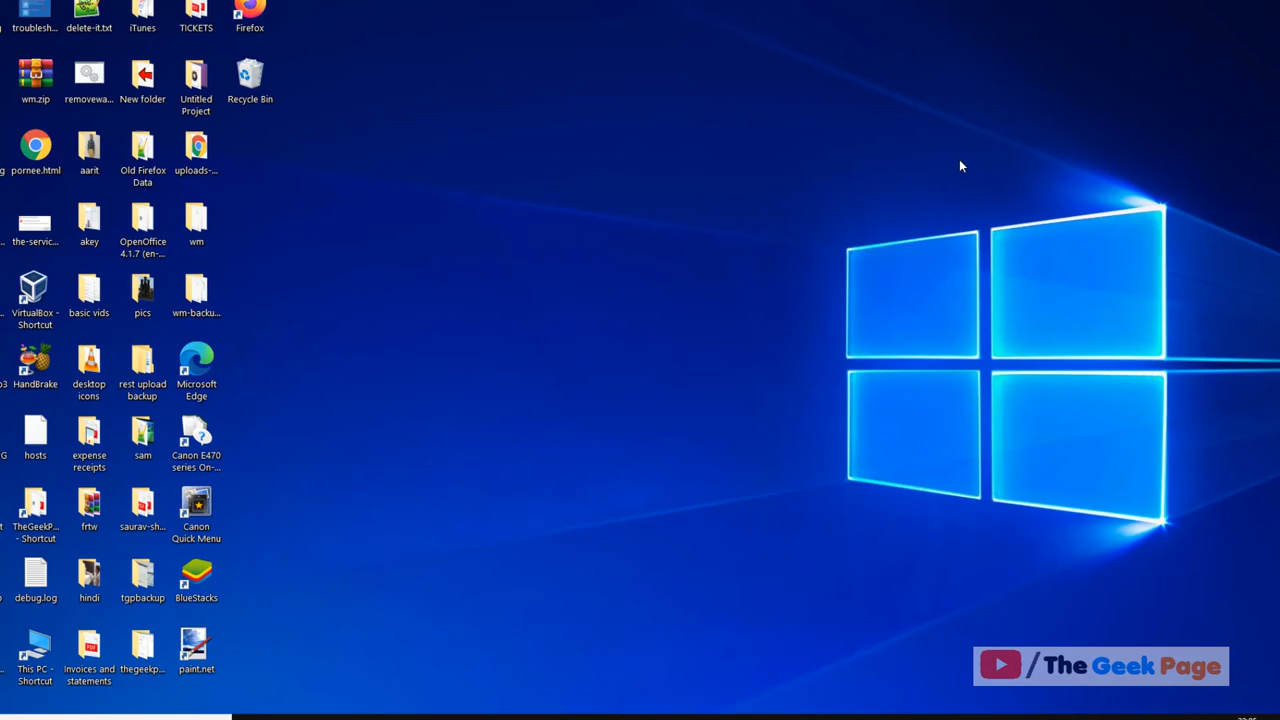 troublesh...
delete-it.txt
iTunes
TICKETS
Firefox
wm.zip
removewa...
New folder
Untitled
Project
Recycle Bin
pornee.html
aarit
Old Firefox
Data
uploads-...
the-servic...
akey
OpenOffice
4.1.7 (en-...
wm
VirtualBox -
Shortcut
basic vids
pics
wm-backu...
HandBrake
desktop
icons
rest upload
backup
Microsoft
Edge
hosts
expense
receipts
sam
Canon E470
series On-...
TheGeekP...
- Shortcut
frtw
saurav-sh...
Canon
Quick Menu
debug.log
hindi
tgpbackup
BlueStacks
This PC -
Shortcut
Invoices and
statements
thegeekp...
paint.net
/The Geek Page